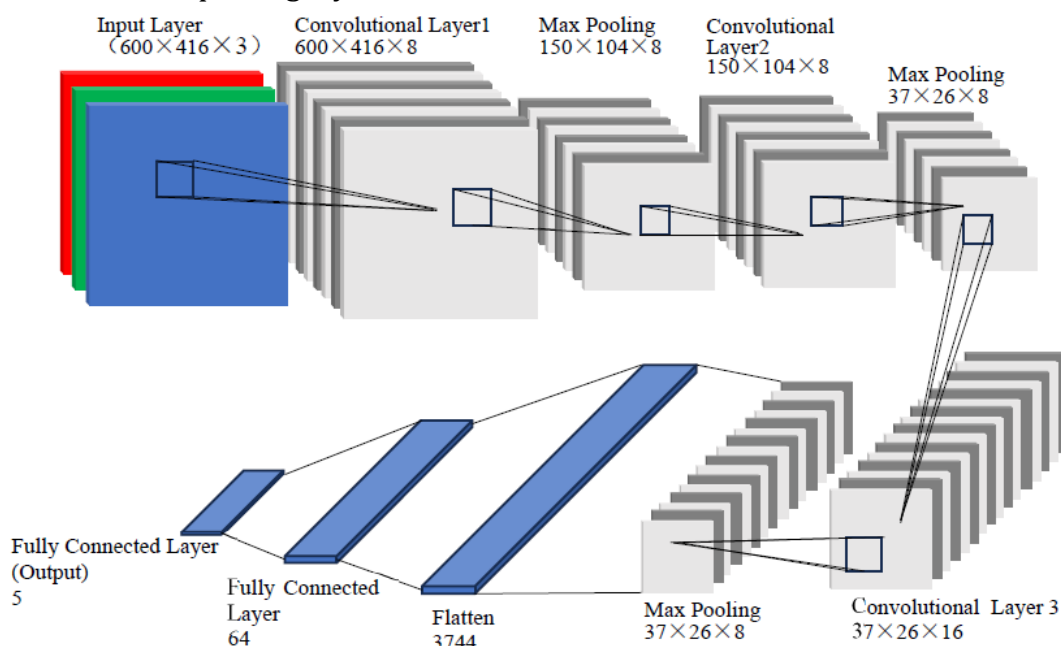 Input Layer
（600×416×3）
Convolutional Layer1
600×416×8
Max Pooling
150×104×8
Convolutional
Layer2
150×104×8
Max Pooling
37×26×8
Fully Connected Layer
(Output)
5
Fully Connected
Layer
64
Flatten
3744
Max Pooling
37×26×8
Convolutional Layer 3
37×26×16